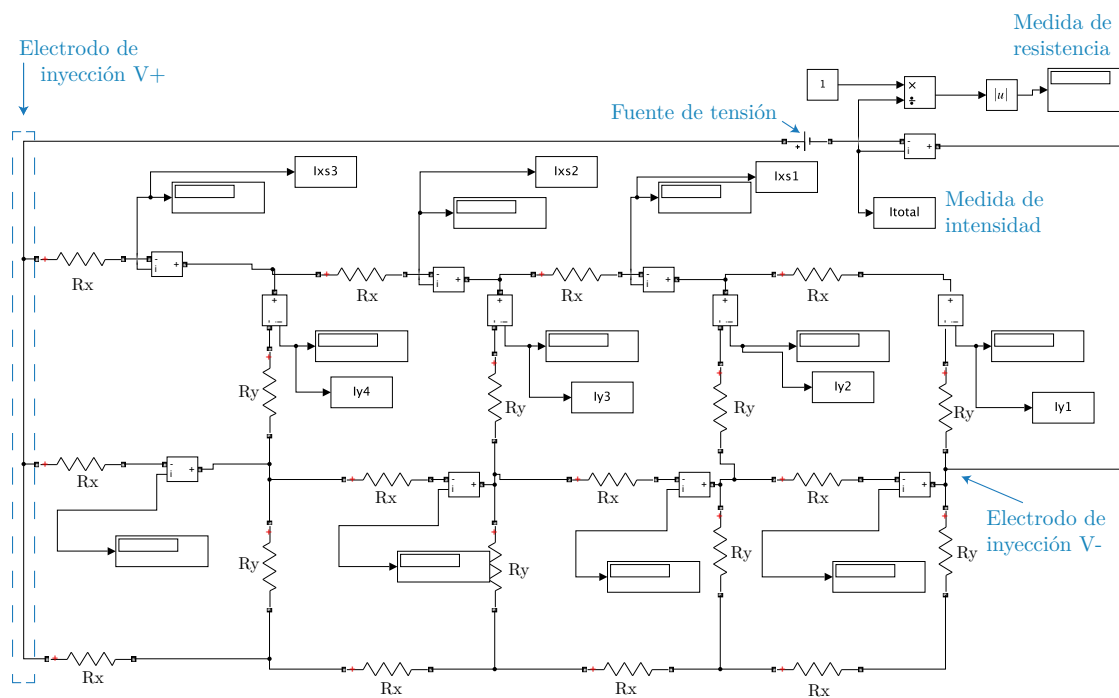 Medida de
resistencia
Electrodo de
inyección V+
1
×
÷
|u|
Fuente de tensión
+
-
i
+
Ixs3
Ixs2
Ixs1
Itotal
Medida de
intensidad
+
-
i
+
Rx
+
-
i
+
Rx
+
-
i
+
Rx
+
Rx
+
+
+
+
+
Ry
Iy4
+
Ry
Iy3
+
Ry
Iy2
+
Ry
Iy1
+
-
i
+
Rx
+
-
i
+
Rx
+
-
i
+
Rx
+
-
i
+
Rx
Electrodo de
inyección V-
+
Ry
+
Ry
+
Ry
+
Ry
+
Rx
+
Rx
+
Rx
+
Rx